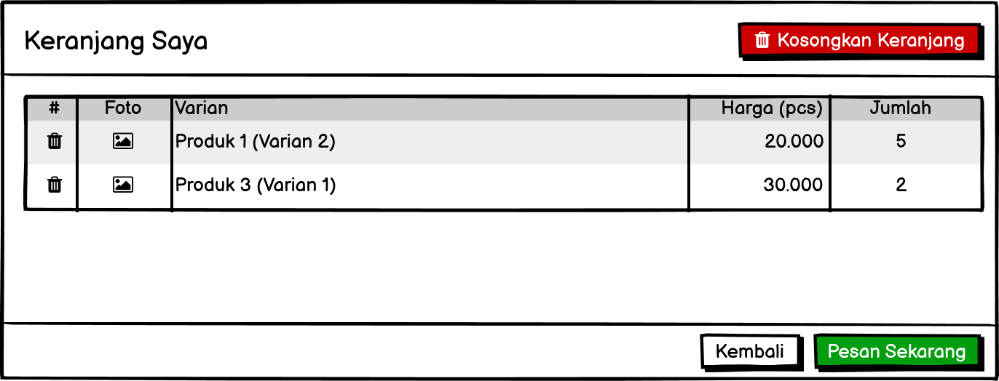 Keranjang Saya
Kosongkan Keranjang
# Foto Varian Harga (pcs) Jumlah
Produk 1 (Varian 2) 20.000 5
Produk 3 (Varian 1) 30.000 2
Kembali Pesan Sekarang